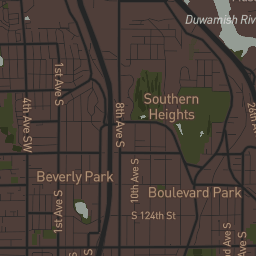 Duwamish Riv
1st Ave S
Southern
Heights
8th Ave S
4th Ave SW
Beverly Park
10th Ave S
Boulevard Park
S 124th St
1st Ave S
Ave S